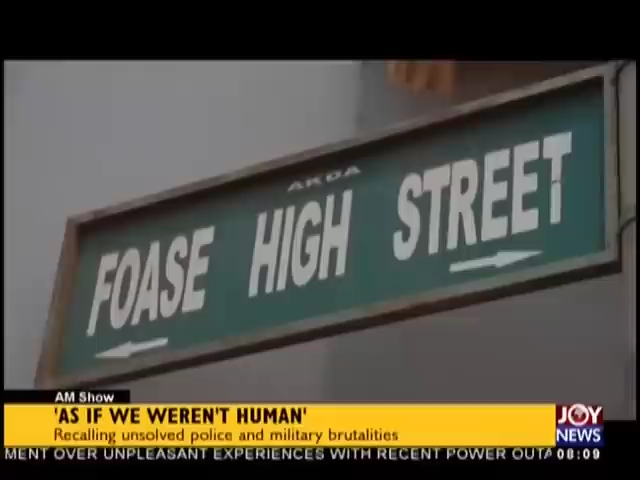 AKDA
FOASE HIGH STREET
AM Show
'AS IF WE WEREN'T HUMAN'
Recalling unsolved police and military brutalities
JOY
NEWS
MENT OVER UNPLEASANT EXPERIENCES WITH RECENT POWER OUTA
08:09